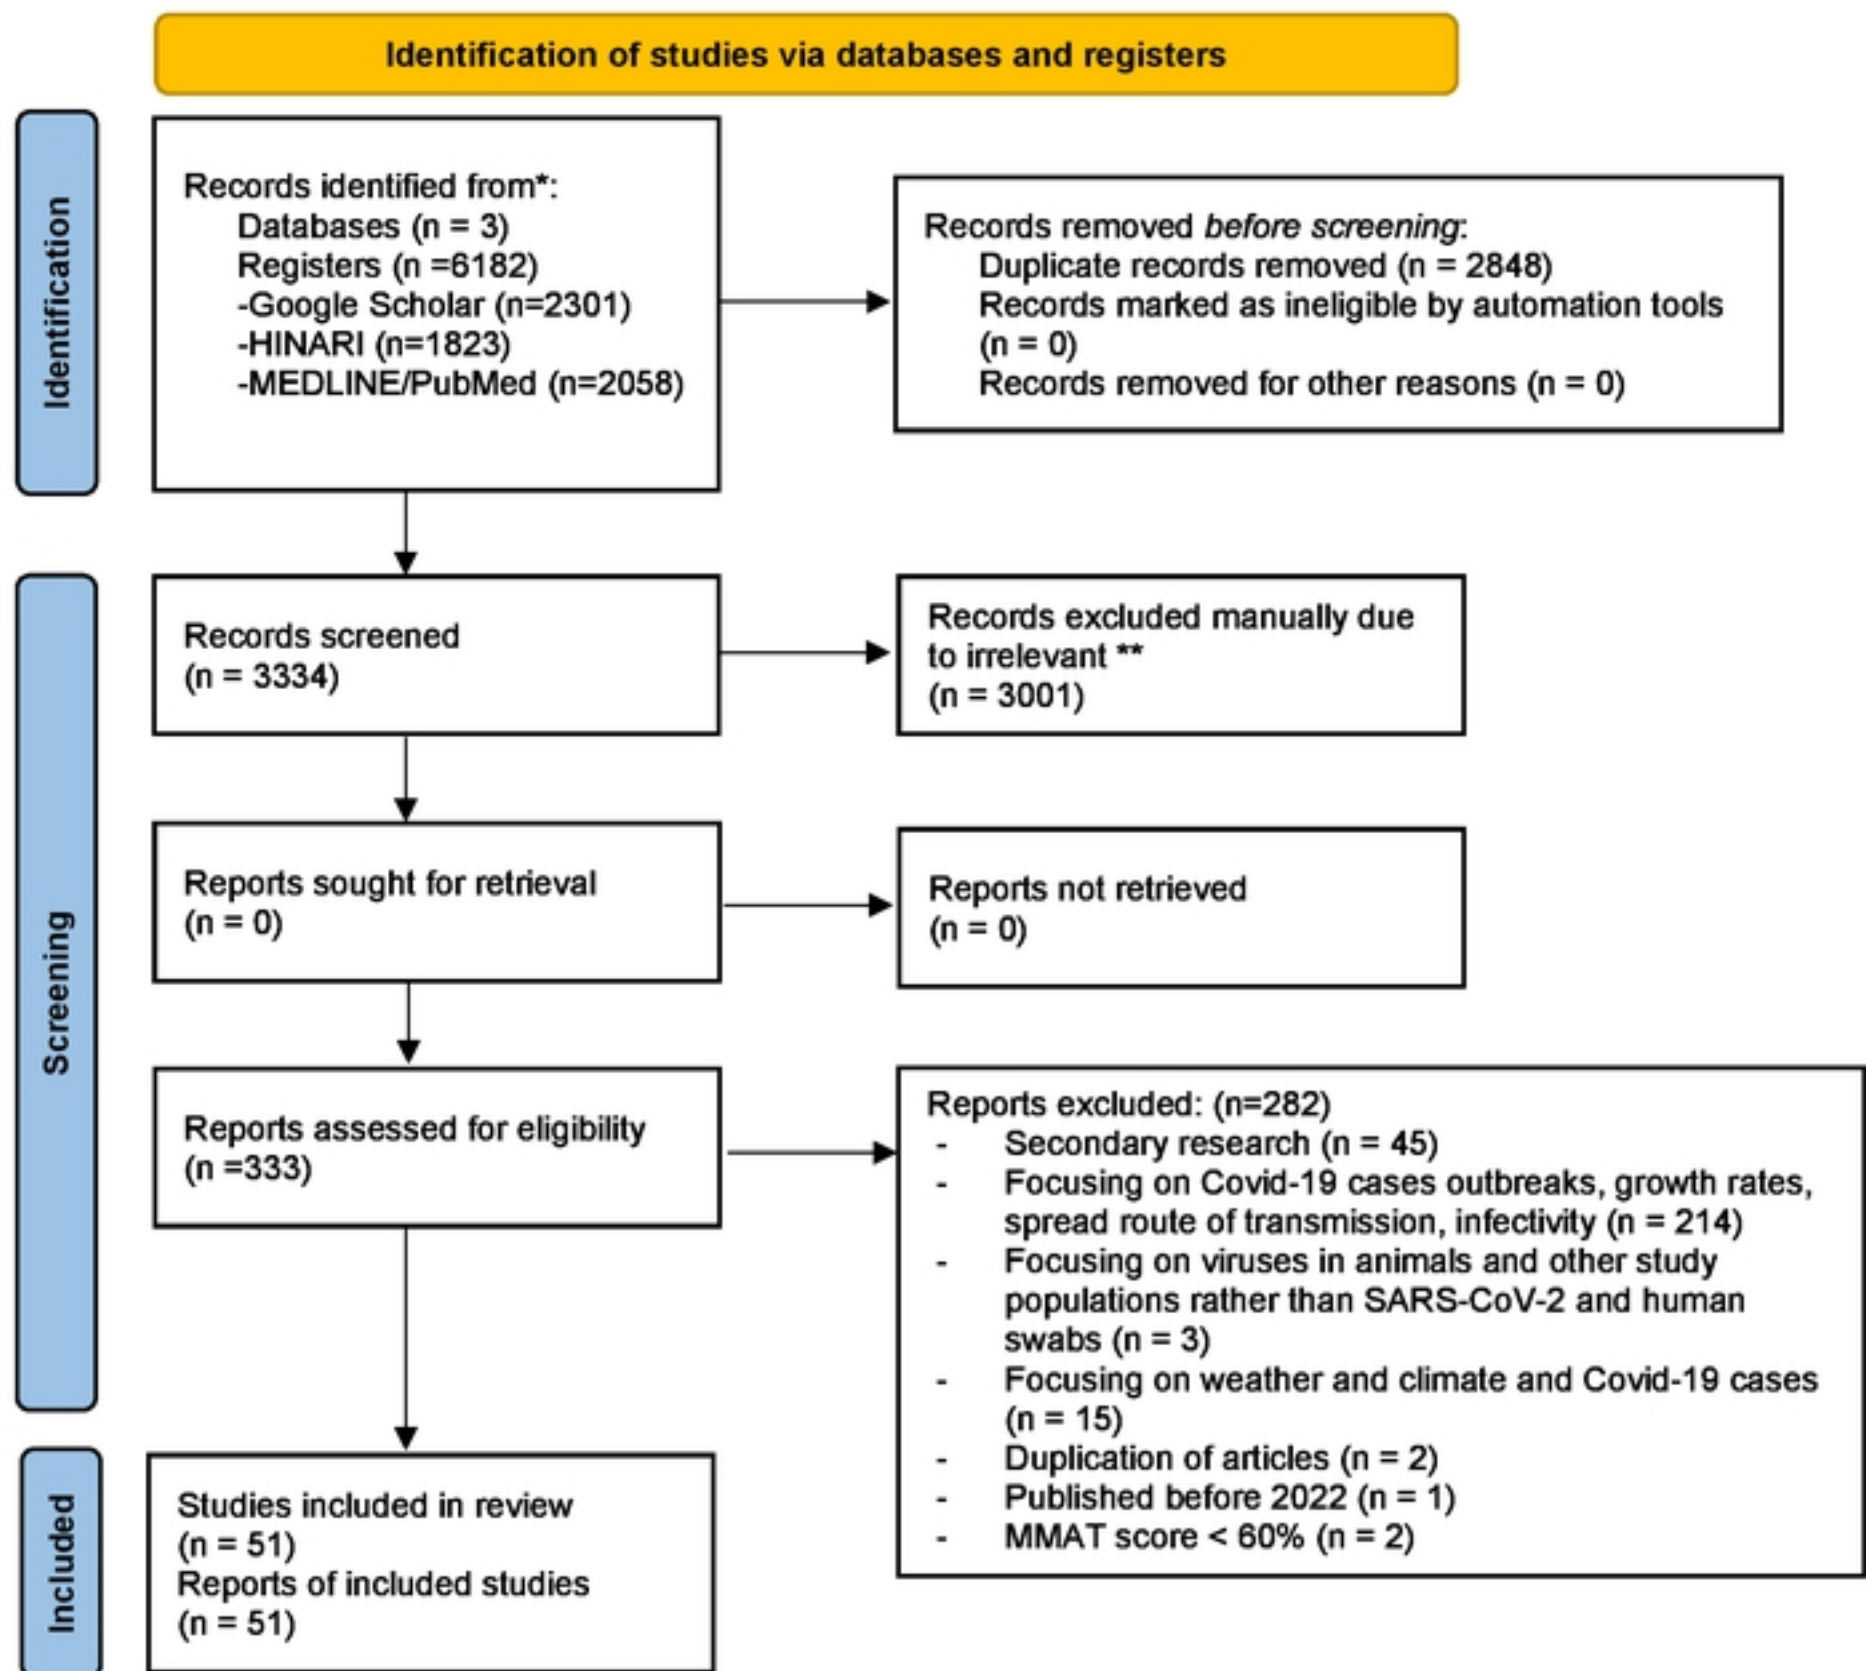 Identification of studies via databases and registers
Identification
Records identified from*:
Databases (n = 3)
Registers (n =6182)
-Google Scholar (n=2301)
-HINARI (n=1823)
-MEDLINE/PubMed (n=2058)
Records removed before screening:
Duplicate records removed (n = 2848)
Records marked as ineligible by automation tools
(n = 0)
Records removed for other reasons (n = 0)
Screening
Records screened
(n = 3334)
Records excluded manually due
to irrelevant **
(n = 3001)
Reports sought for retrieval
(n = 0)
Reports not retrieved
(n = 0)
Reports assessed for eligibility
(n =333)
Reports excluded: (n=282)
- Secondary research (n = 45)
- Focusing on Covid-19 cases outbreaks, growth rates,
spread route of transmission, infectivity (n = 214)
- Focusing on viruses in animals and other study
populations rather than SARS-CoV-2 and human
swabs (n = 3)
- Focusing on weather and climate and Covid-19 cases
(n = 15)
- Duplication of articles (n = 2)
- Published before 2022 (n = 1)
- MMAT score < 60% (n = 2)
Included
Studies included in review
(n = 51)
Reports of included studies
(n = 51)